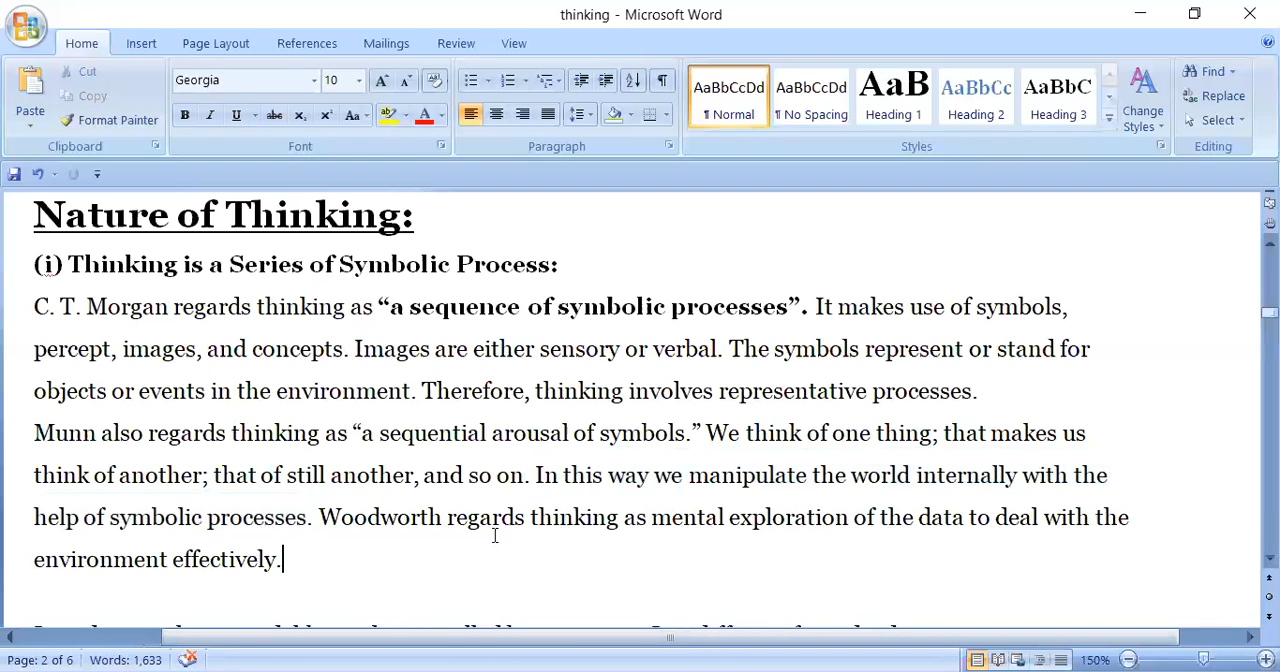 thinking - Microsoft Word
Home Insert Page Layout References Mailings Review View
Paste
Cut
Copy
Format Painter
Clipboard
Georgia 10
B I U abc X₂ X² Aa A
Font
Paragraph
AaBbCcDd AaBbCcDd AaB AaBbCc AaBbC
¶ Normal ¶ No Spacing Heading 1 Heading 2 Heading 3
Change Styles
Styles
Find
Replace
Select
Editing
Nature of Thinking:
(i) Thinking is a Series of Symbolic Process:
C. T. Morgan regards thinking as “a sequence of symbolic processes”. It makes use of symbols,
percept, images, and concepts. Images are either sensory or verbal. The symbols represent or stand for
objects or events in the environment. Therefore, thinking involves representative processes.
Munn also regards thinking as “a sequential arousal of symbols.” We think of one thing; that makes us
think of another; that of still another, and so on. In this way we manipulate the world internally with the
help of symbolic processes. Woodworth regards thinking as mental exploration of the data to deal with the
environment effectively.
Page: 2 of 6 Words: 1,633 150%